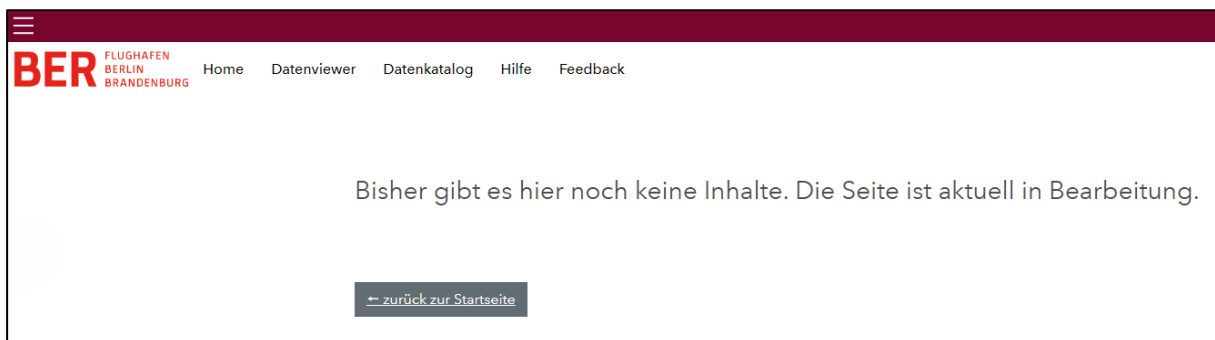 BER FLUGHAFEN
BERLIN
BRANDENBURG
Home Datenviewer Datenkatalog Hilfe Feedback
Bisher gibt es hier noch keine Inhalte. Die Seite ist aktuell in Bearbeitung.
← zurück zur Startseite